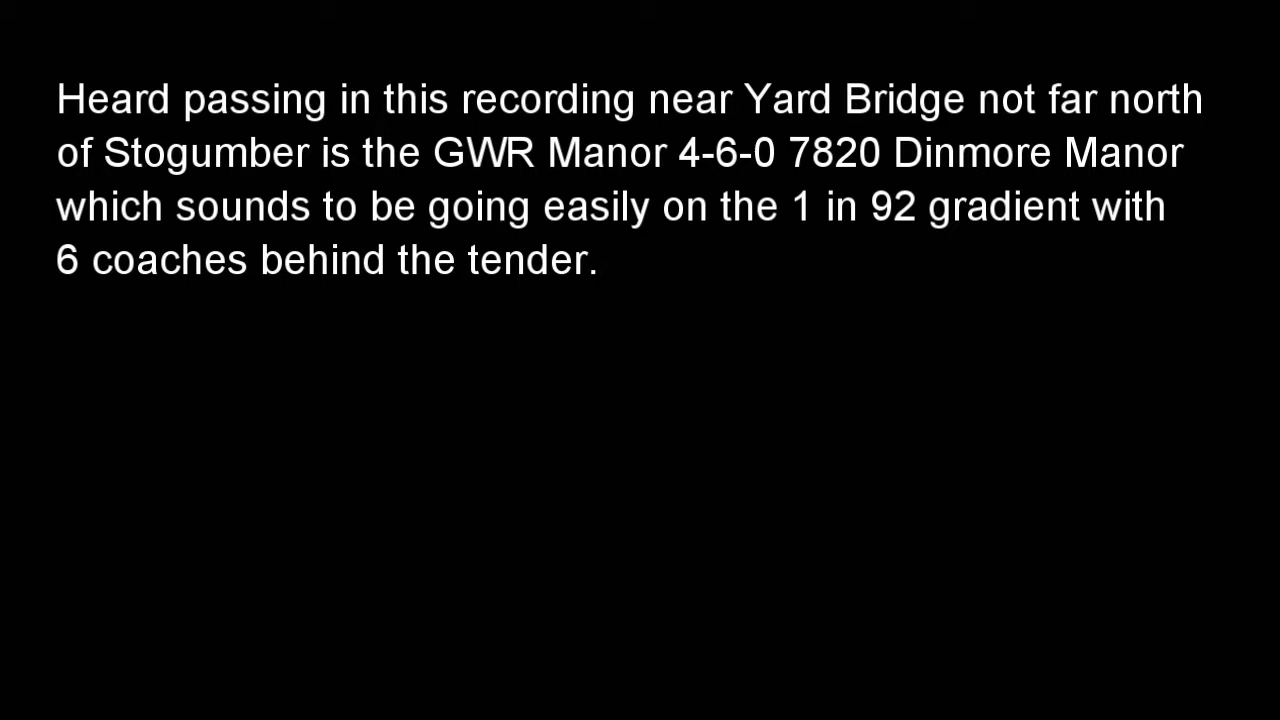 Heard passing in this recording near Yard Bridge not far north
of Stogumber is the GWR Manor 4-6-0 7820 Dinmore Manor
which sounds to be going easily on the 1 in 92 gradient with
6 coaches behind the tender.